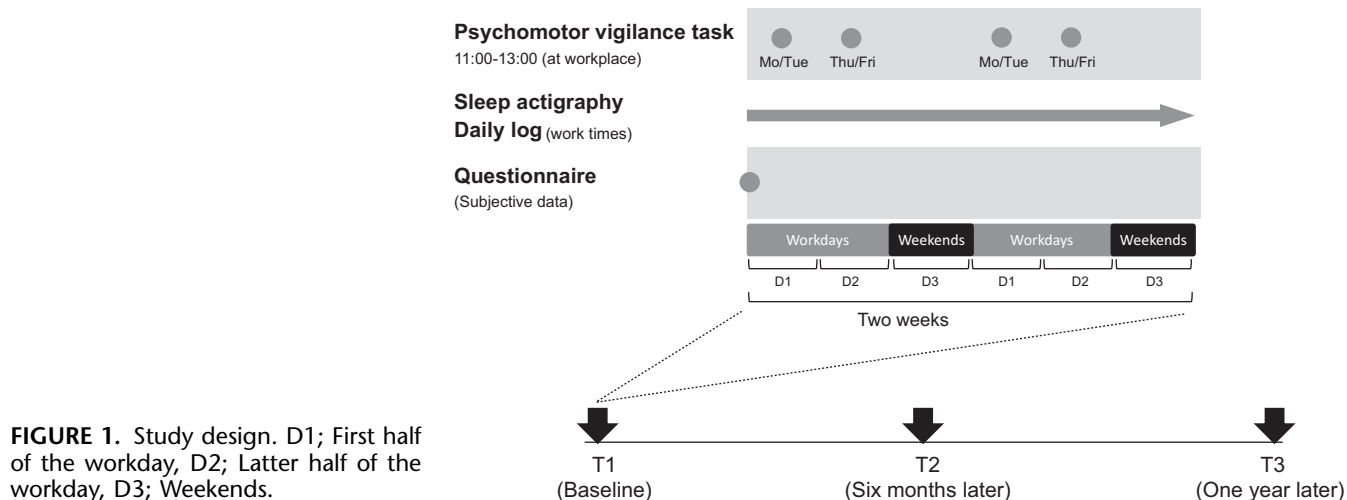 Psychomotor vigilance task
11:00-13:00 (at workplace)
Mo/Tue Thu/Fri Mo/Tue Thu/Fri
Sleep actigraphy
Daily log (work times)
Questionnaire
(Subjective data)
Workdays Weekends Workdays Weekends
D1 D2 D3 D1 D2 D3
Two weeks
T1 T2 T3
(Baseline) (Six months later) (One year later)
FIGURE 1. Study design. D1; First half
of the workday, D2; Latter half of the
workday, D3; Weekends.